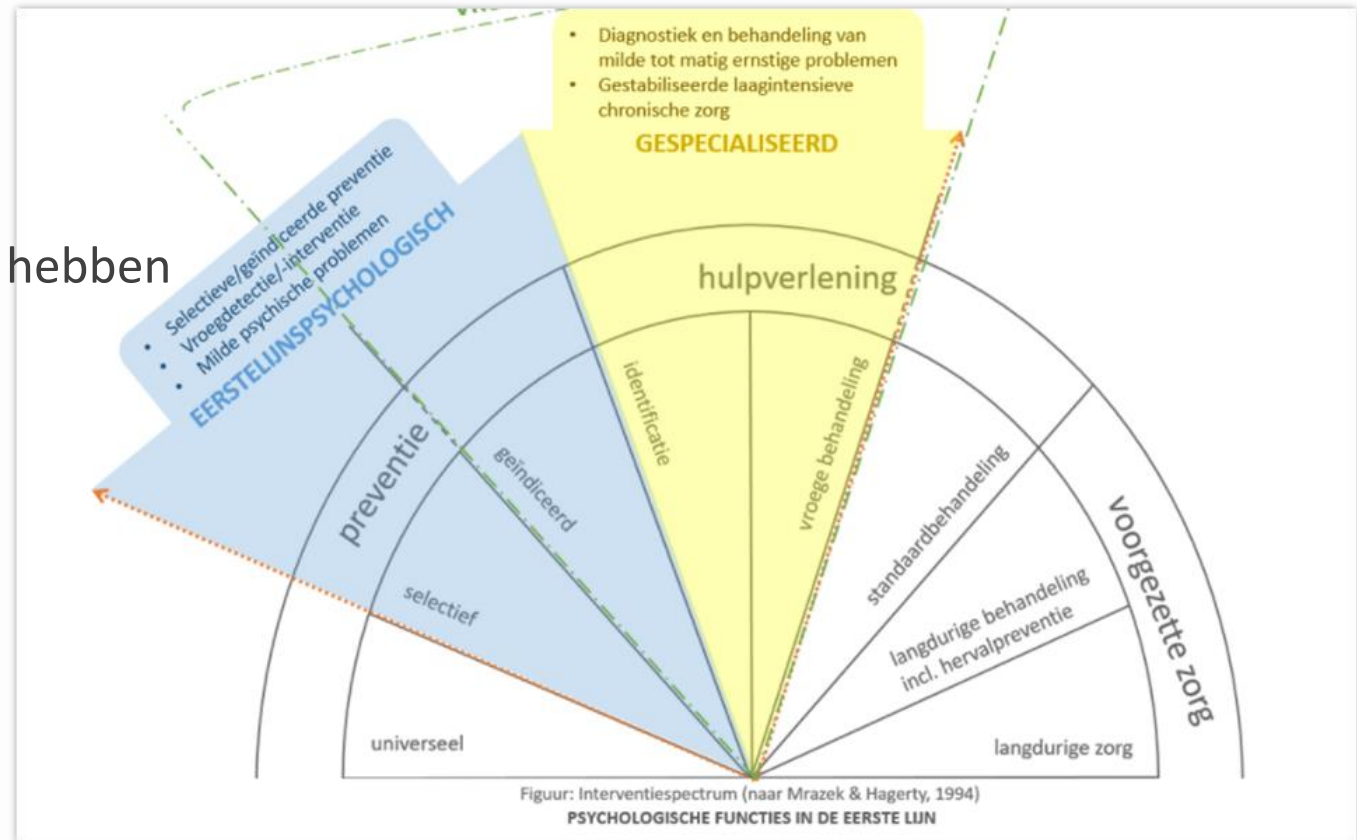 Diagnostiek en behandeling van
milde tot matig ernstige problemen
Gestabiliseerde laagintensieve
chronische zorg
GESPECIALISEERD
Selectieve/geïndiceerde preventie
Vroegdetectie/-interventie
Milde psychische problemen
EERSTELIJNSPSYCHOLOGISCH
hebben
hulpverlening
preventie
voorgezette zorg
identificatie
vroege behandeling
geïndiceerd
standaardbehandeling
selectief
langdurige behandeling
incl. hervalpreventie
universeel
langdurige zorg
Figuur: Interventiespectrum (naar Mrazek & Hagerty, 1994)
PSYCHOLOGISCHE FUNCTIES IN DE EERSTE LIJN